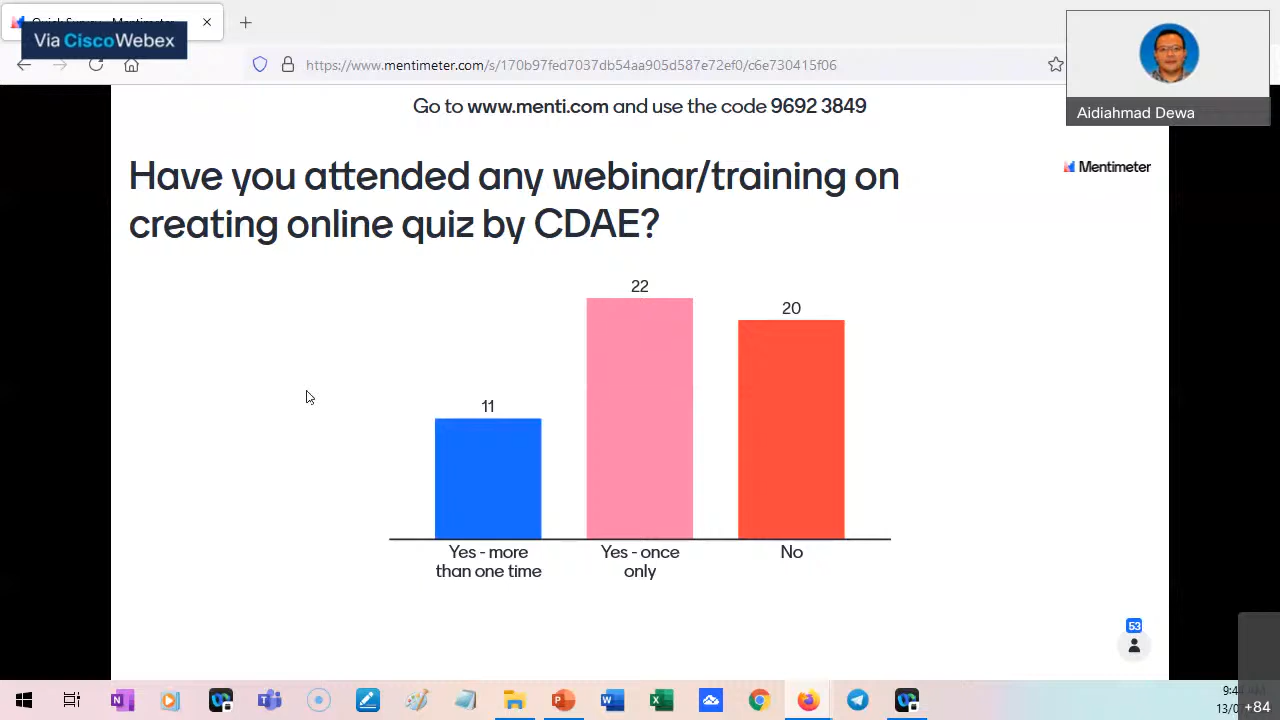 Via CiscoWebex
https://www.mentimeter.com/s/170b97fed7037db54aa905d587e72ef0/c6e730415f06
Aidiahmad Dewa
Go to www.menti.com and use the code 9692 3849
Mentimeter
Have you attended any webinar/training on
creating online quiz by CDAE?
22
20
11
Yes - more
than one time
Yes - once
only
No
53
+84